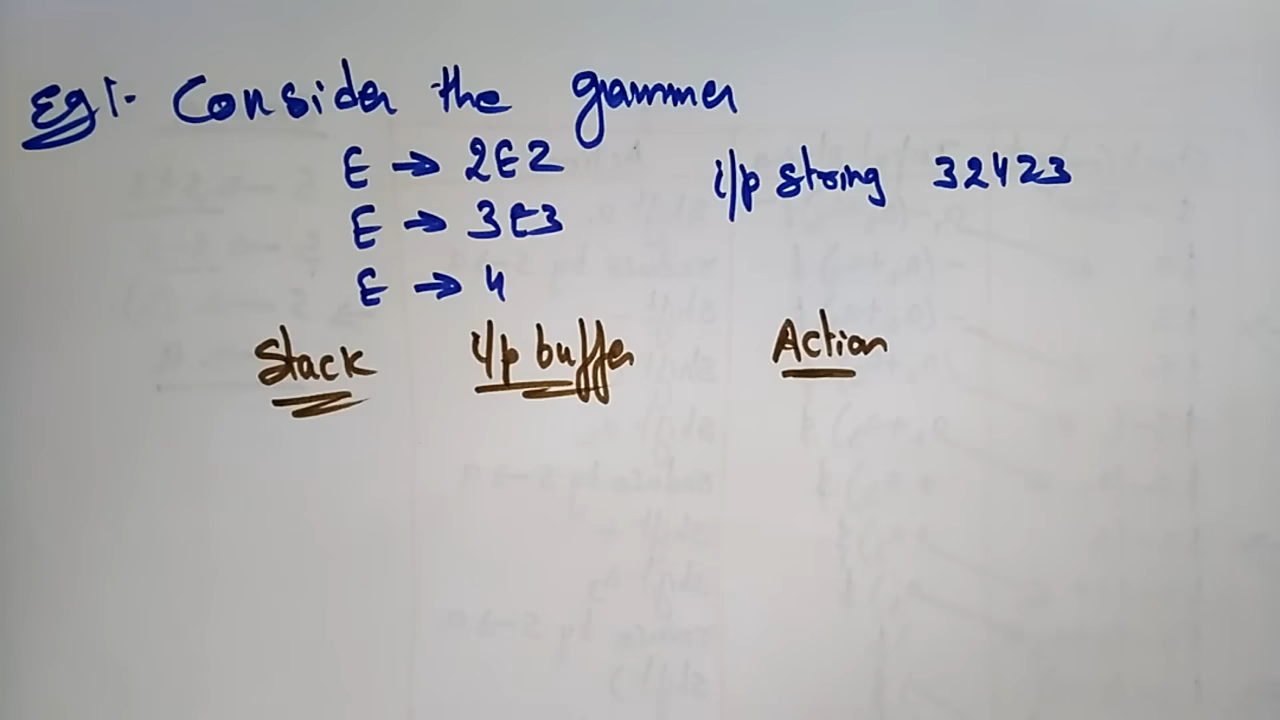 Eg1:- Consider the grammer
E → 2E2
i/p string 32423
E → 3E3
E → 4
Stack i/p buffer Action